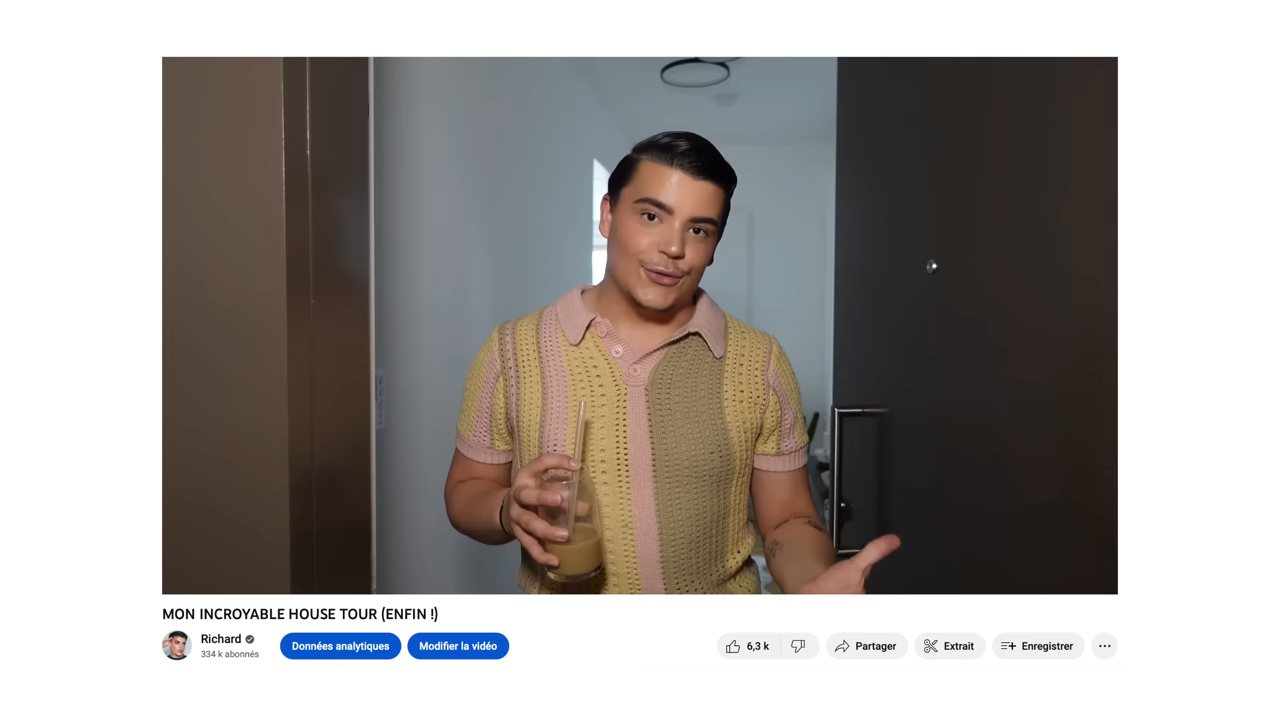 MON INCROYABLE HOUSE TOUR (ENFIN !)
Richard
334 k abonnés
Données analytiques
Modifier la vidéo
6,3 k
Partager
Extrait
Enregistrer